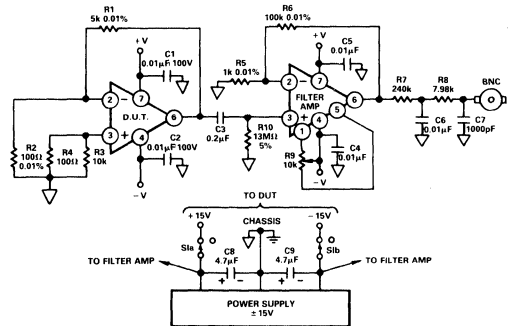 R1
5k 0.01%
+V
C1
0.01μF 100V
2
−
7
D.U.T.
6
3
+
4
0.01μF 100V
C2
−V
R2
100Ω
0.01%
R4
100Ω
R3
10k
C3
0.2μF
R10
13MΩ
5%
R6
100k 0.01%
R5
1k 0.01%
+V
C5
0.01μF
2
−
7
FILTER
AMP
6
3
+
4
5
1
R9
10k
C4
0.01μF
−V
R7
240k
R8
7.98k
BNC
C6
0.01μF
C7
1000pF
TO DUT
+15V
CHASSIS
−15V
SIa
C8
4.7μF
C9
4.7μF
SIb
TO FILTER AMP
TO FILTER AMP
+ −
+ −
POWER SUPPLY
± 15V